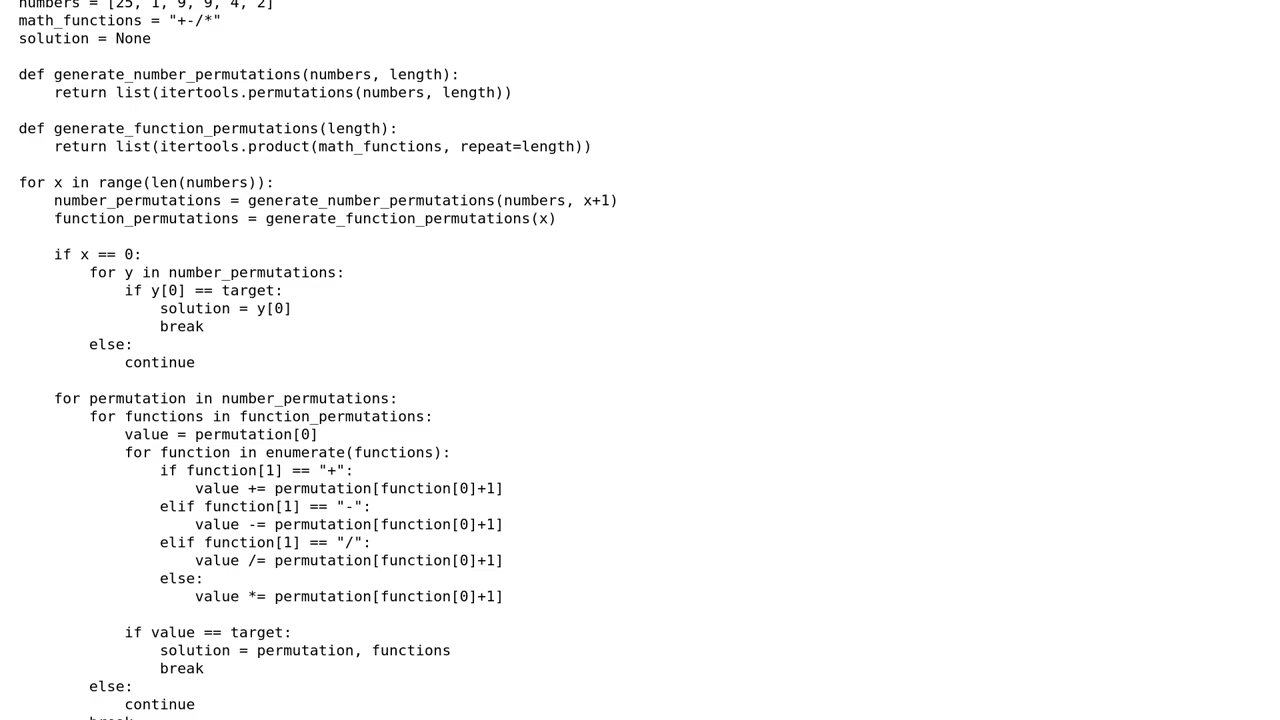 numbers = [25, 1, 9, 9, 4, 2]
math_functions = "+-/*"
solution = None

def generate_number_permutations(numbers, length):
    return list(itertools.permutations(numbers, length))

def generate_function_permutations(length):
    return list(itertools.product(math_functions, repeat=length))

for x in range(len(numbers)):
    number_permutations = generate_number_permutations(numbers, x+1)
    function_permutations = generate_function_permutations(x)

    if x == 0:
        for y in number_permutations:
            if y[0] == target:
                solution = y[0]
                break
        else:
            continue

    for permutation in number_permutations:
        for functions in function_permutations:
            value = permutation[0]
            for function in enumerate(functions):
                if function[1] == "+":
                    value += permutation[function[0]+1]
                elif function[1] == "-":
                    value -= permutation[function[0]+1]
                elif function[1] == "/":
                    value /= permutation[function[0]+1]
                else:
                    value *= permutation[function[0]+1]

            if value == target:
                solution = permutation, functions
                break
        else:
            continue
        break